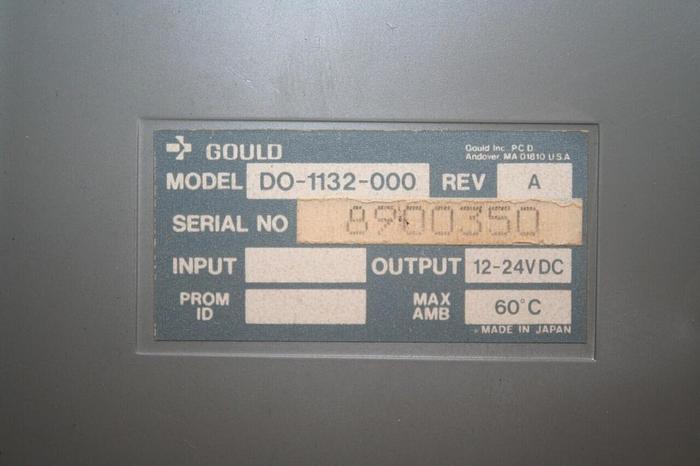 GOULD
Gould Inc. P.C.D.
Andover, MA 01810 U.S.A
MODEL DO-1132-000 REV A
SERIAL NO 8900350
INPUT OUTPUT 12-24VDC
PROM ID MAX AMB 60°C
MADE IN JAPAN